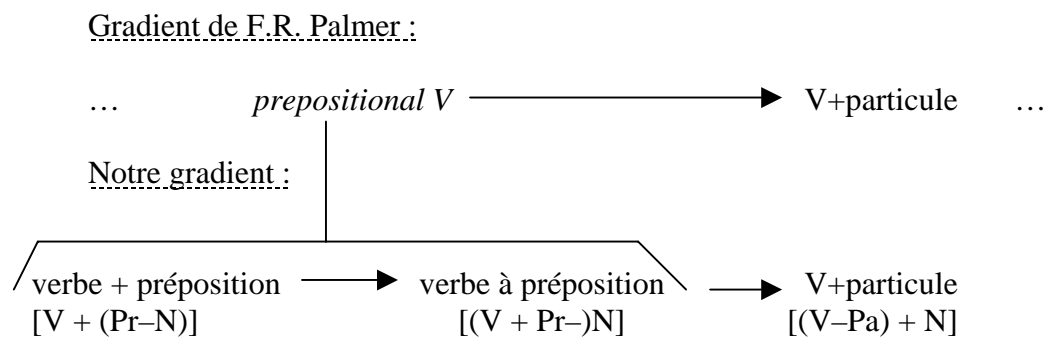 Gradient de F.R. Palmer :
… prepositional V V+particule …
Notre gradient :
verbe + préposition verbe à préposition V+particule
[V + (Pr–N)] [(V + Pr–)N] [(V–Pa) + N]